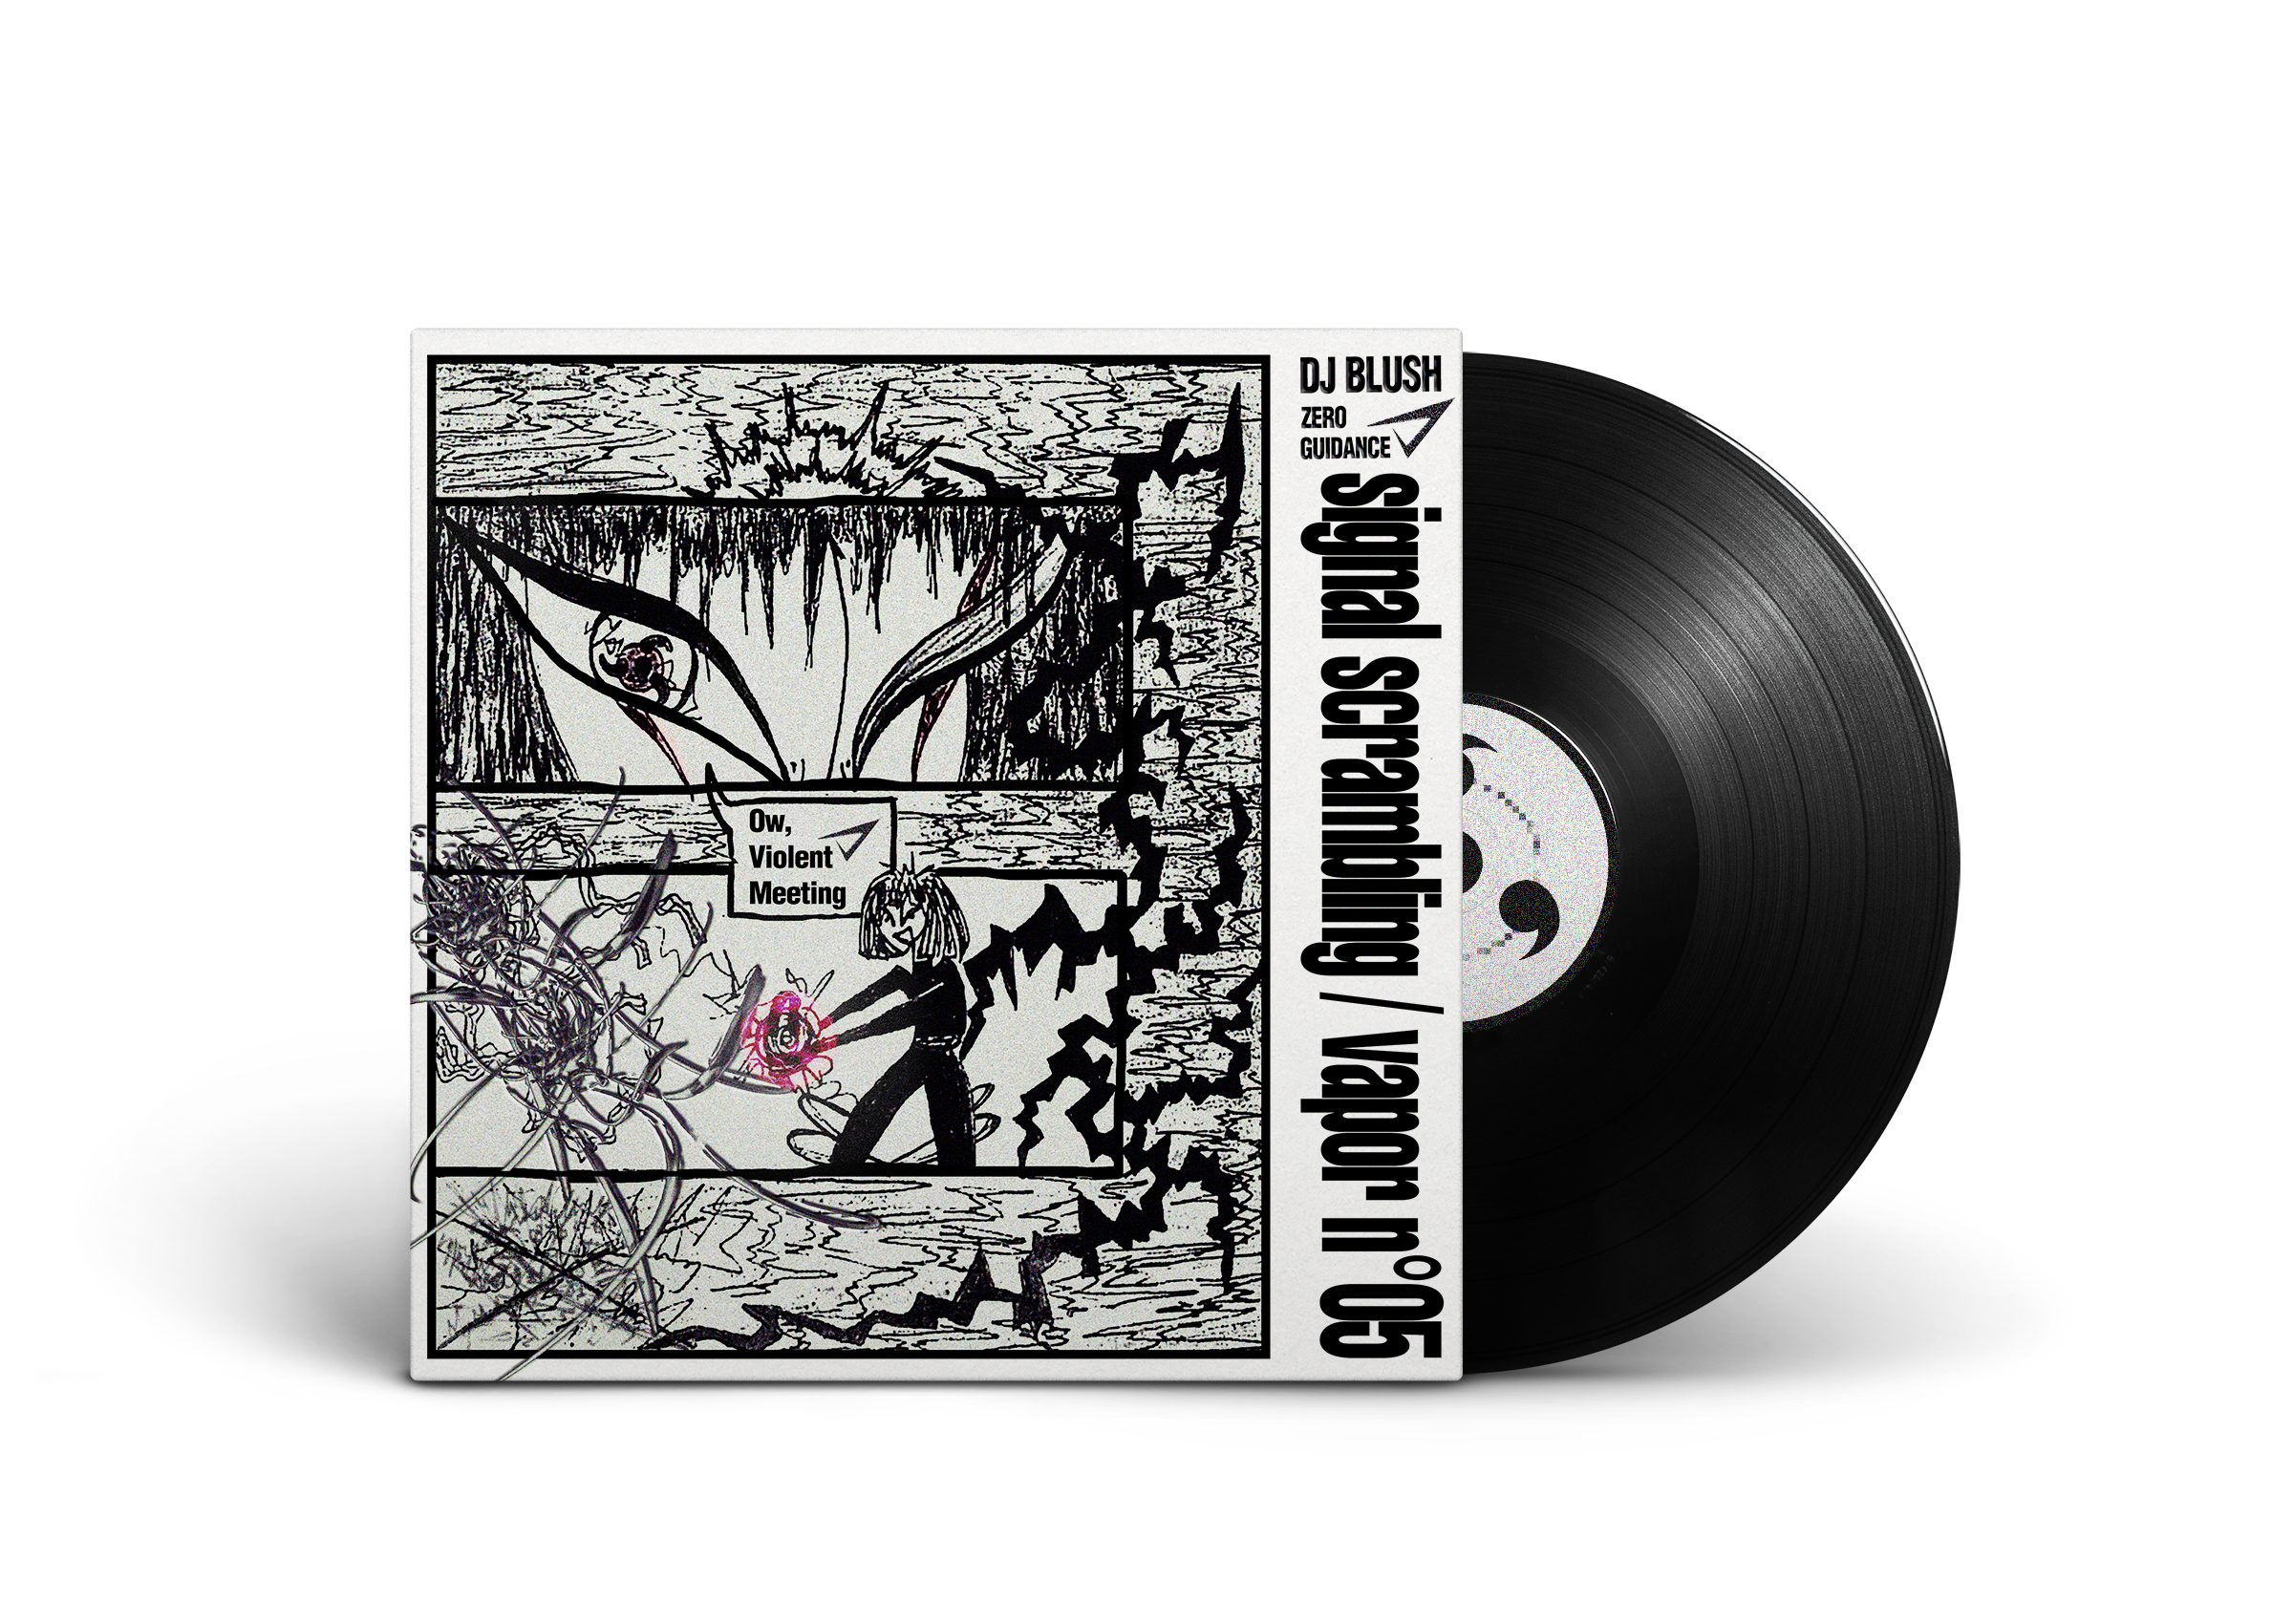 DJ BLUSH
ZERO
GUIDANCE
signal scrambling / vapor n°05
Ow,
Violent
Meeting